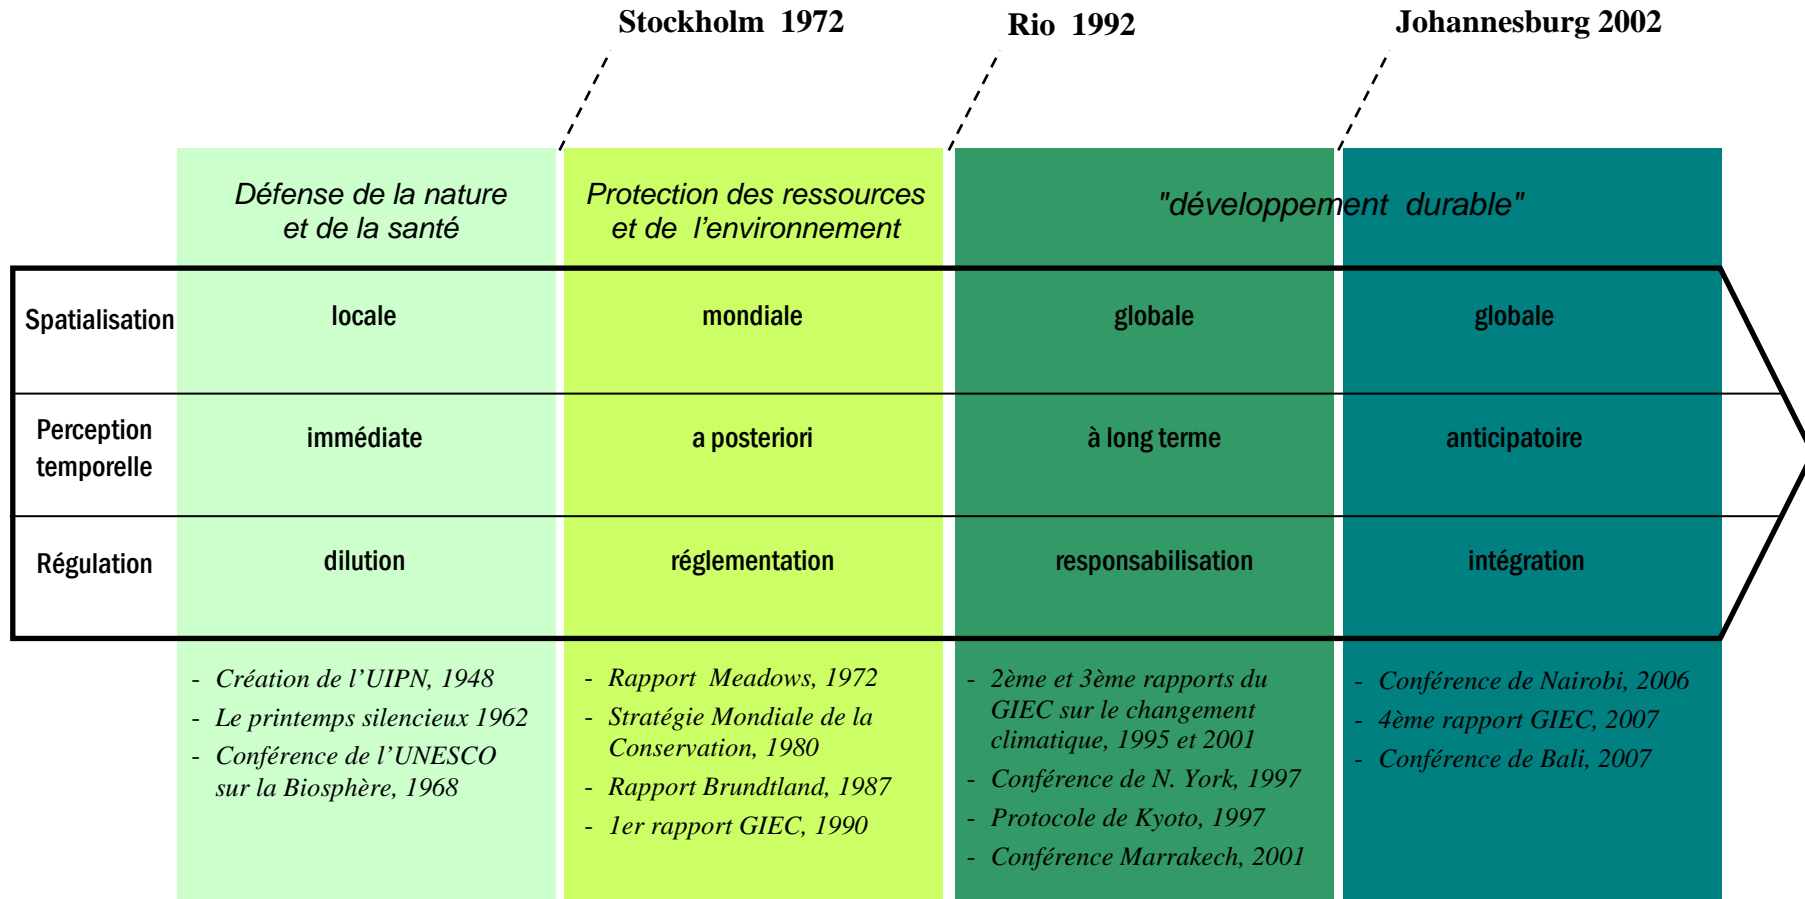 Stockholm 1972
Rio 1992
Johannesburg 2002
Défense de la nature
et de la santé
Protection des ressources
et de l'environnement
"développement durable"
Spatialisation
locale
mondiale
globale
globale
Perception
temporelle
immédiate
a posteriori
à long terme
anticipatoire
Régulation
dilution
réglementation
responsabilisation
intégration
- Création de l’UIPN, 1948
- Le printemps silencieux 1962
- Conférence de l’UNESCO
sur la Biosphère, 1968
- Rapport Meadows, 1972
- Stratégie Mondiale de la
Conservation, 1980
- Rapport Brundtland, 1987
- 1er rapport GIEC, 1990
- 2ème et 3ème rapports du
GIEC sur le changement
climatique, 1995 et 2001
- Conférence de N. York, 1997
- Protocole de Kyoto, 1997
- Conférence Marrakech, 2001
- Conférence de Nairobi, 2006
- 4ème rapport GIEC, 2007
- Conférence de Bali, 2007